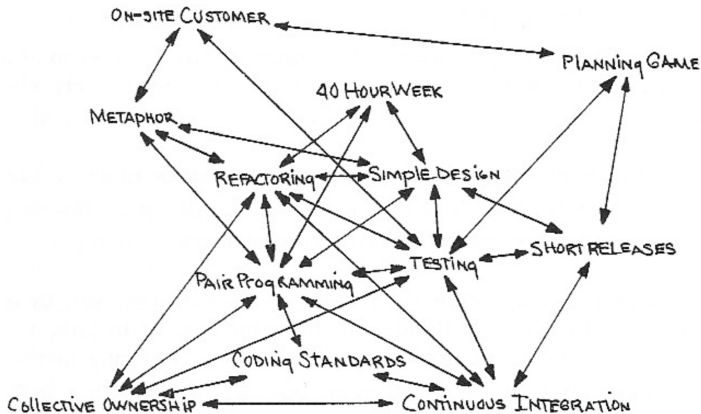 ON-SITE CUSTOMER
PLANNING GAME
40 HOUR WEEK
METAPHOR
REFACTORING
SIMPLE DESIGN
SHORT RELEASES
TESTING
PAIR PROGRAMMING
CODING STANDARDS
COLLECTIVE OWNERSHIP
CONTINUOUS INTEGRATION